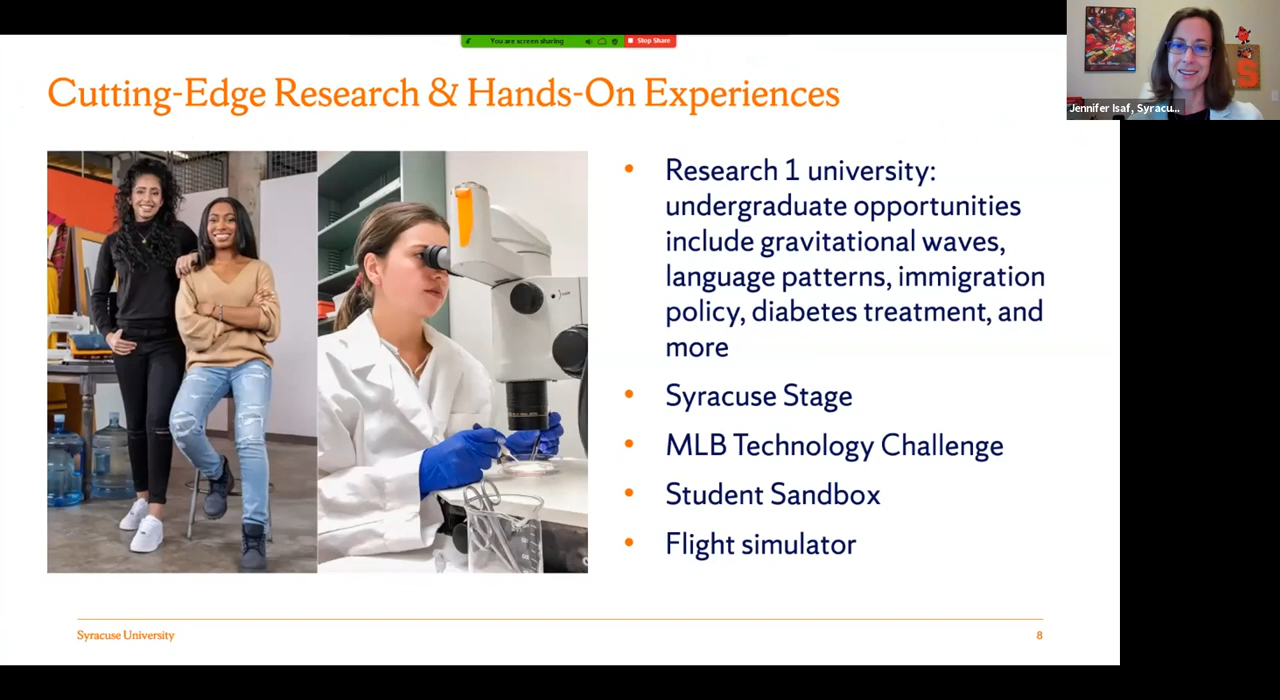 You are screen sharing
Stop Share
Cutting-Edge Research & Hands-On Experiences
Jennifer Isaf, Syracu...
• Research 1 university:
undergraduate opportunities
include gravitational waves,
language patterns, immigration
policy, diabetes treatment, and
more
• Syracuse Stage
• MLB Technology Challenge
• Student Sandbox
• Flight simulator
Syracuse University
8
S